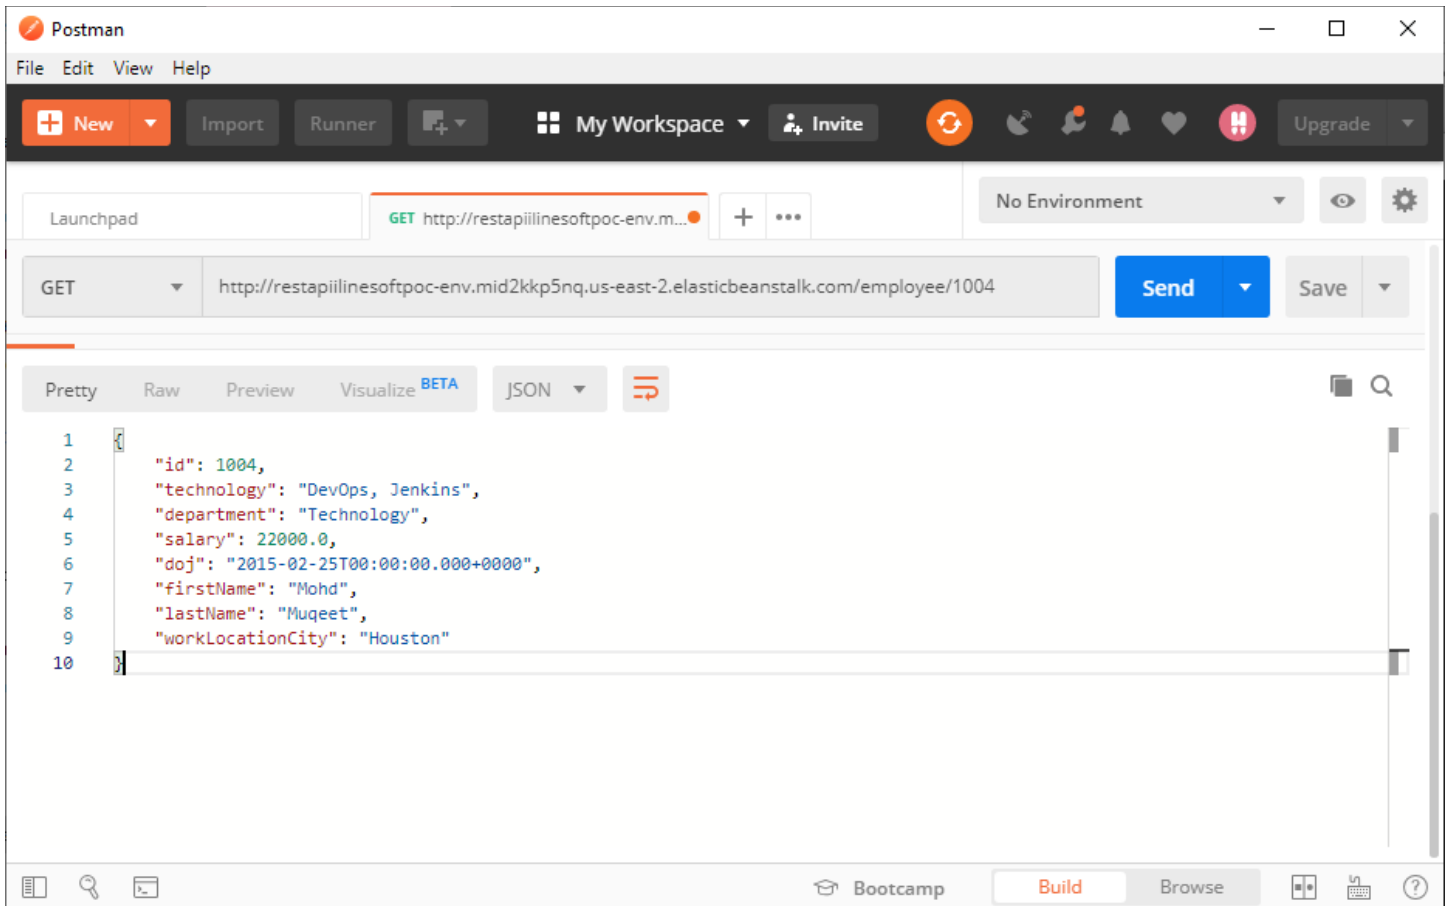 Postman
File Edit View Help
New Import Runner My Workspace Invite Upgrade
Launchpad GET http://restapiilinesoftpoc-env.m... No Environment
GET http://restapiilinesoftpoc-env.mid2kkp5nq.us-east-2.elasticbeanstalk.com/employee/1004 Send Save
Pretty Raw Preview Visualize BETA JSON
1 {
2 "id": 1004,
3 "technology": "DevOps, Jenkins",
4 "department": "Technology",
5 "salary": 22000.0,
6 "doj": "2015-02-25T00:00:00.000+0000",
7 "firstName": "Mohd",
8 "lastName": "Muqeet",
9 "workLocationCity": "Houston"
10 }
Bootcamp Build Browse